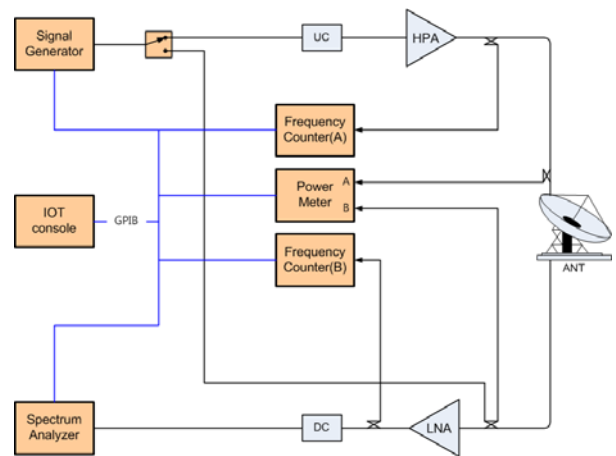 Signal
Generator
UC
HPA
Frequency
Counter(A)
Power
Meter
A
B
IOT
console
GPIB
Frequency
Counter(B)
ANT
Spectrum
Analyzer
DC
LNA